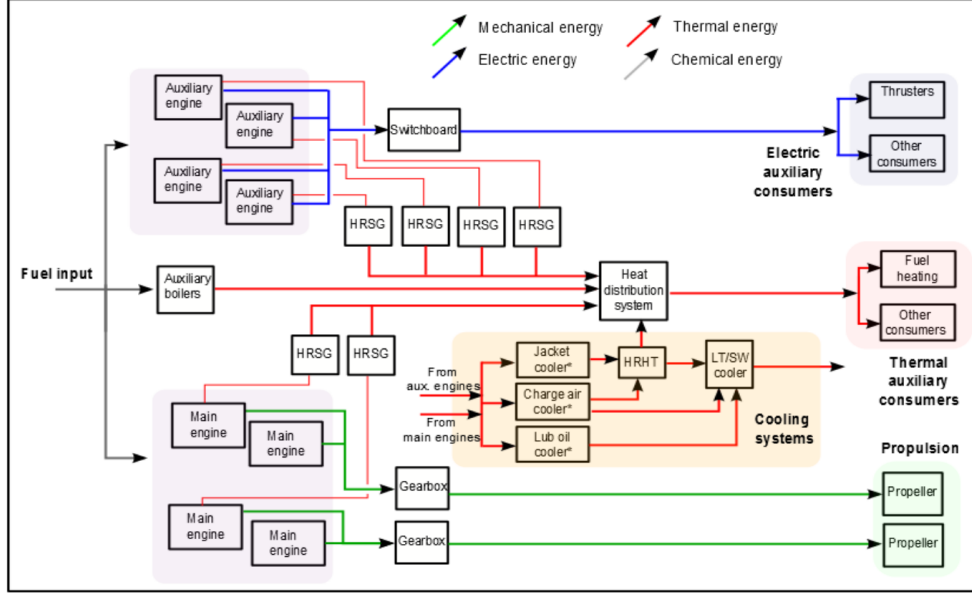 Mechanical energy
Thermal energy
Electric energy
Chemical energy
Auxiliary
engine
Auxiliary
engine
Auxiliary
engine
Auxiliary
engine
Switchboard
Thrusters
Other
consumers
Electric
auxiliary
consumers
HRSG
HRSG
HRSG
HRSG
Fuel input
Auxiliary
boilers
Heat
distribution
system
Fuel
heating
Other
consumers
Thermal
auxiliary
consumers
HRSG
HRSG
From
aux. engines
From
main engines
Jacket
cooler*
Charge air
cooler*
Lub oil
cooler*
HRHT
LT/SW
cooler
Cooling
systems
Main
engine
Main
engine
Main
engine
Main
engine
Gearbox
Gearbox
Propulsion
Propeller
Propeller